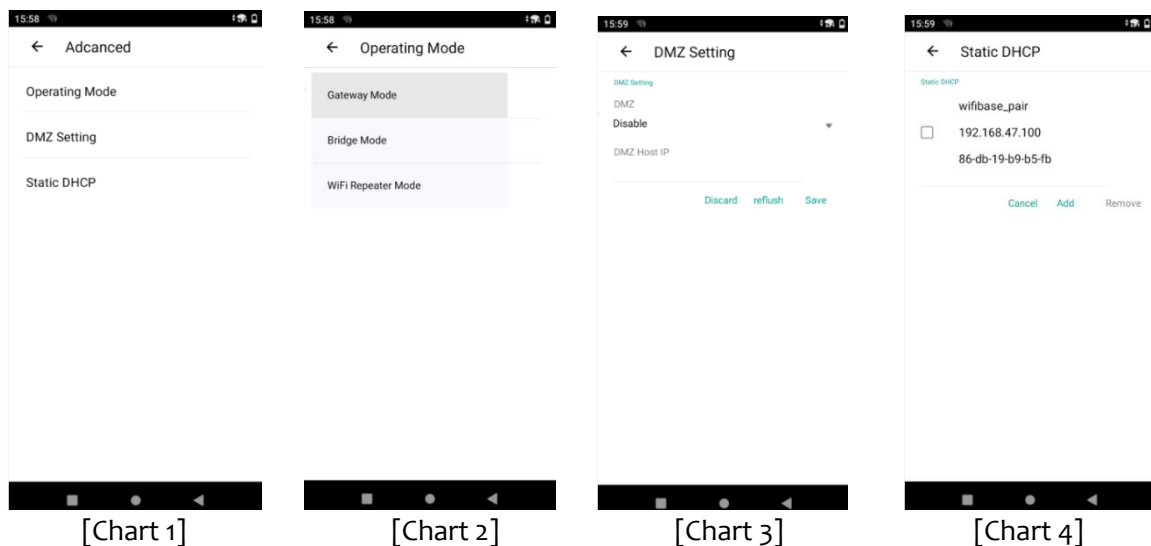 15:58
Adcanced
Operating Mode
DMZ Setting
Static DHCP
[Chart 1]
15:58
Operating Mode
Gateway Mode
Bridge Mode
WiFi Repeater Mode
[Chart 2]
15:59
DMZ Setting
DMZ Setting
DMZ
Disable
DMZ Host IP
Discard reflush Save
[Chart 3]
15:59
Static DHCP
Static DHCP
wifibase_pair
192.168.47.100
86-db-19-b9-b5-fb
Cancel Add Remove
[Chart 4]